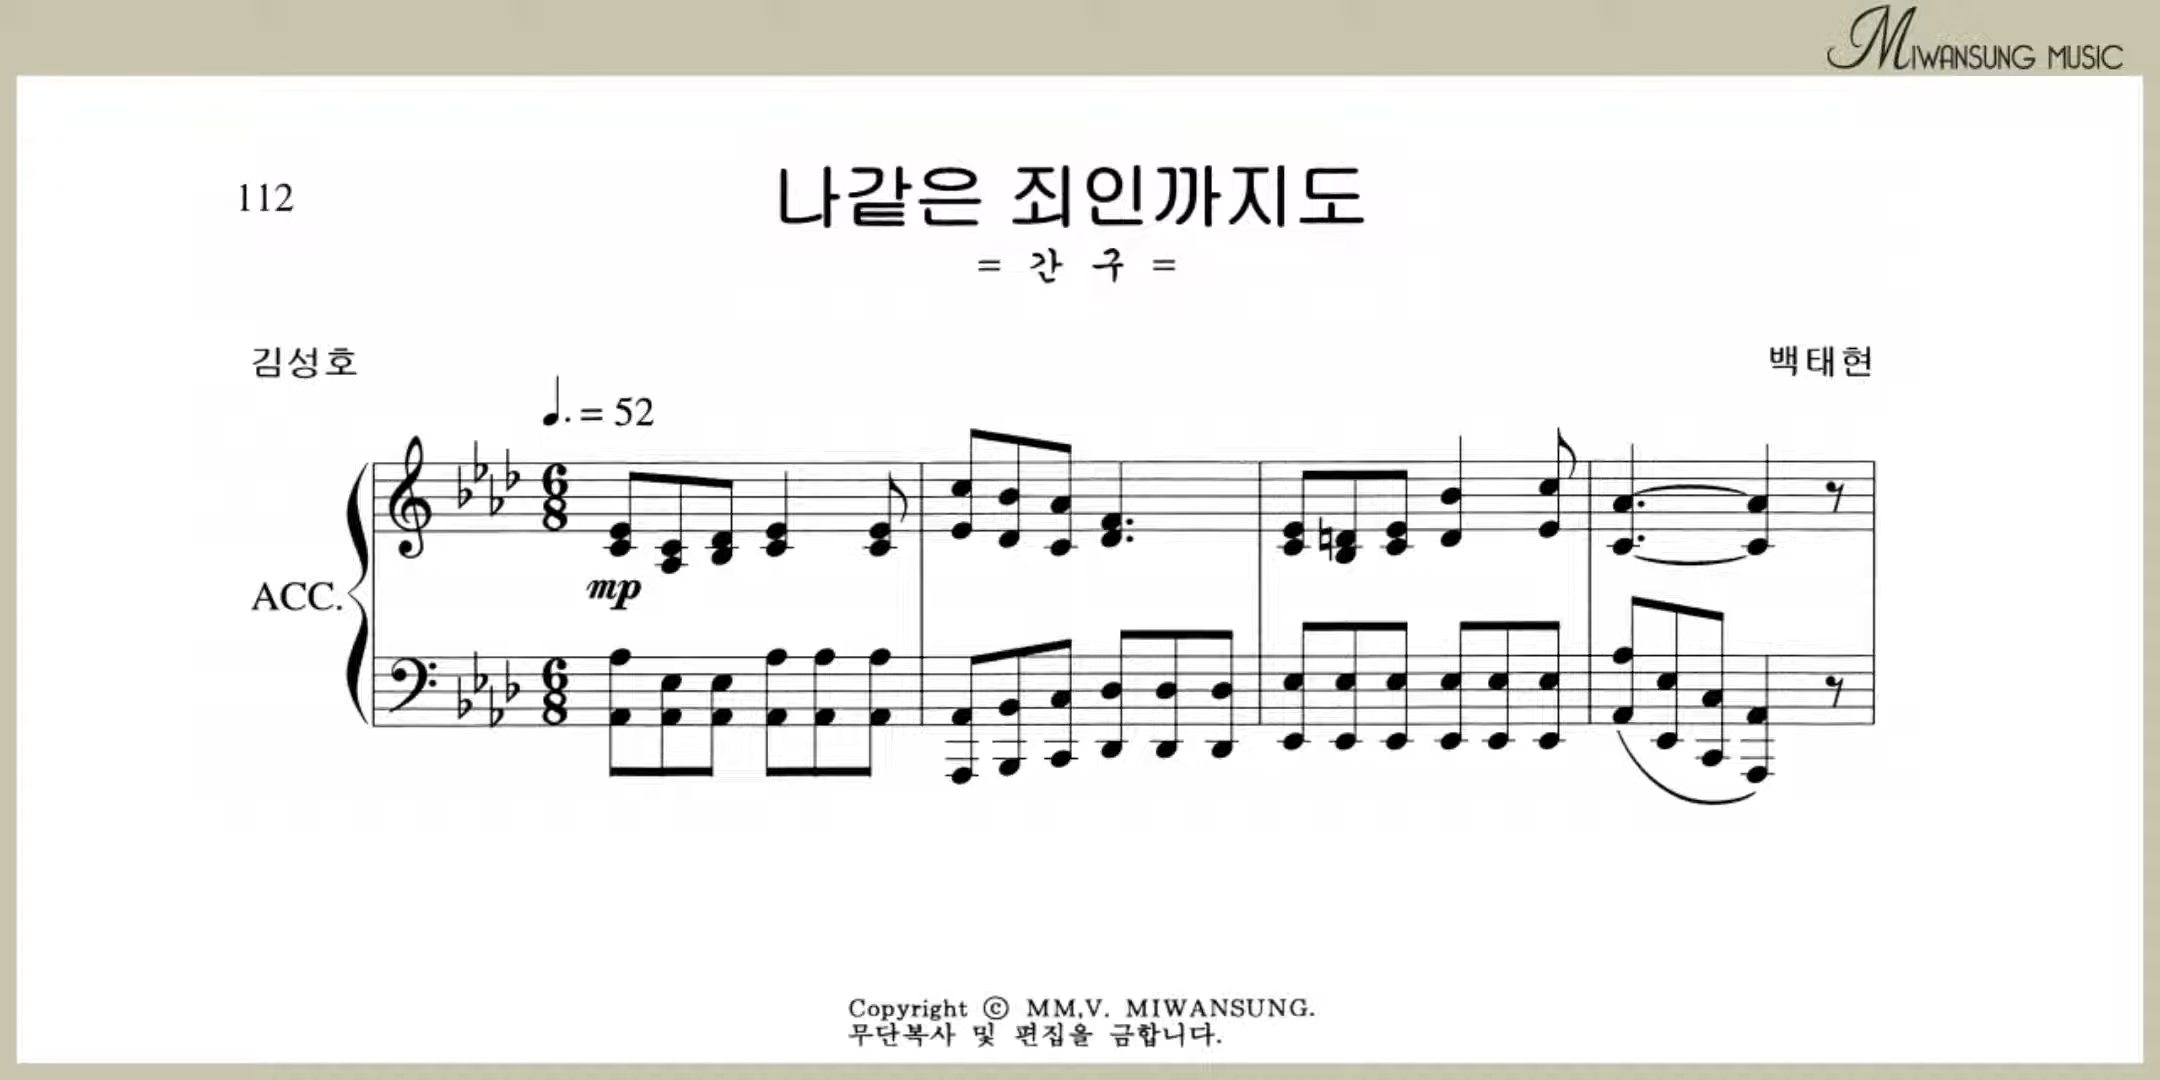 MIWANSUNG MUSIC
112
나같은 죄인까지도
= 간 구 =
김성호
백태현
♩. = 52
mp
ACC.
Copyright ⓒ MM,V. MIWANSUNG.
무단복사 및 편집을 금합니다.